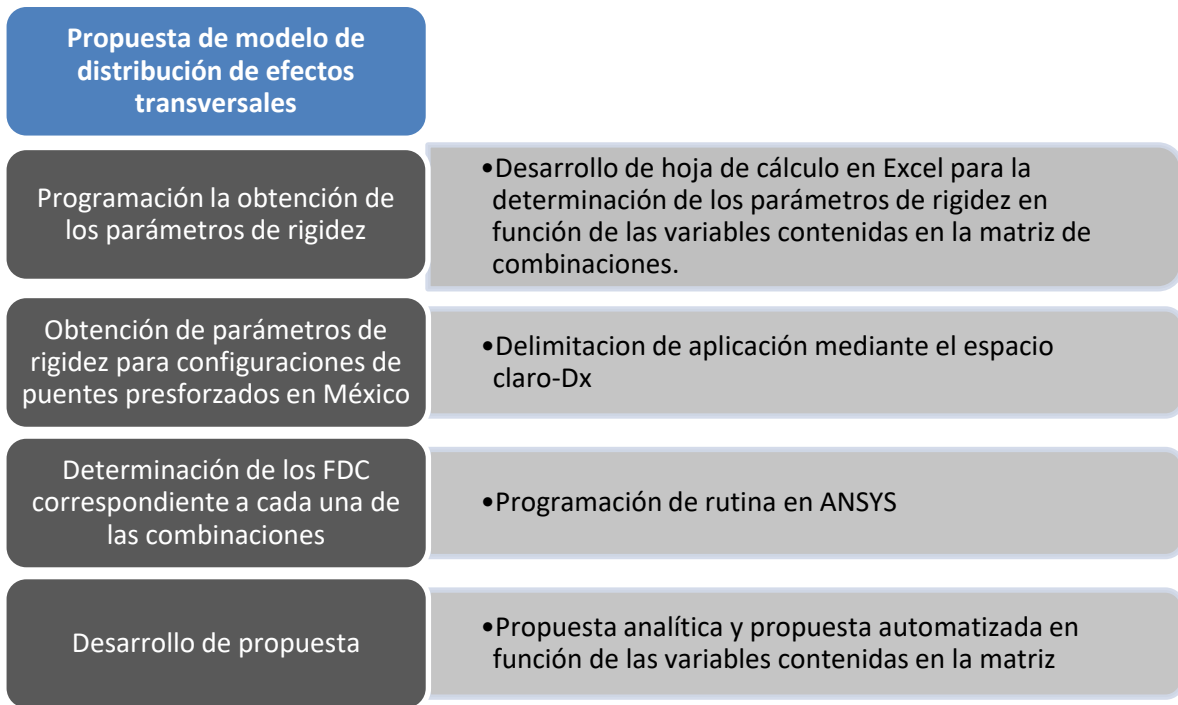 Propuesta de modelo de
distribución de efectos
transversales
Programación la obtención de
los parámetros de rigidez
•Desarrollo de hoja de cálculo en Excel para la
determinación de los parámetros de rigidez en
función de las variables contenidas en la matriz de
combinaciones.
Obtención de parámetros de
rigidez para configuraciones de
puentes presforzados en México
•Delimitacion de aplicación mediante el espacio
claro-Dx
Determinación de los FDC
correspondiente a cada una de
las combinaciones
•Programación de rutina en ANSYS
Desarrollo de propuesta
•Propuesta analítica y propuesta automatizada en
función de las variables contenidas en la matriz